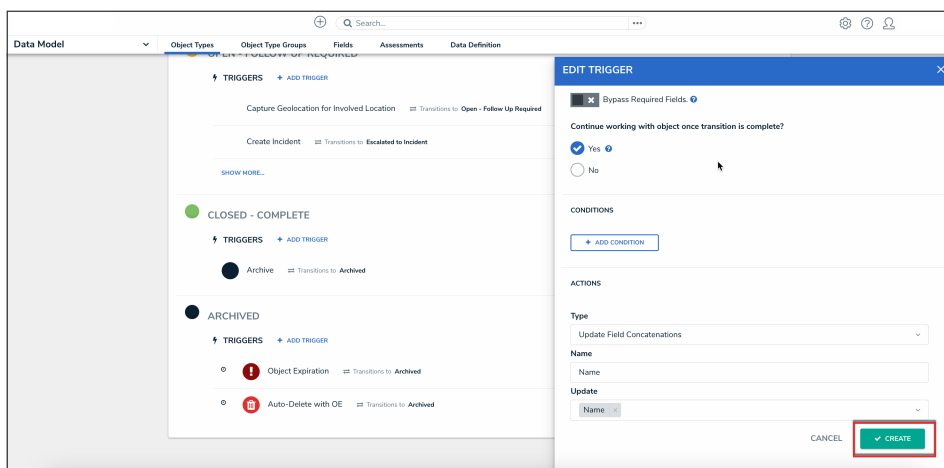 Search...
Data Model
Object Types
Object Type Groups
Fields
Assessments
Data Definition
OPEN - FOLLOW UP REQUIRED
TRIGGERS
+ ADD TRIGGER
Capture Geolocation for Involved Location
Transitions to Open - Follow Up Required
Create Incident
Transitions to Escalated to Incident
SHOW MORE...
CLOSED - COMPLETE
TRIGGERS
+ ADD TRIGGER
Archive
Transitions to Archived
ARCHIVED
TRIGGERS
+ ADD TRIGGER
Object Expiration
Transitions to Archived
Auto-Delete with OE
Transitions to Archived
EDIT TRIGGER
Bypass Required Fields.
Continue working with object once transition is complete?
Yes
No
CONDITIONS
+ ADD CONDITION
ACTIONS
Type
Update Field Concatenations
Name
Name
Update
Name ×
CANCEL
CREATE